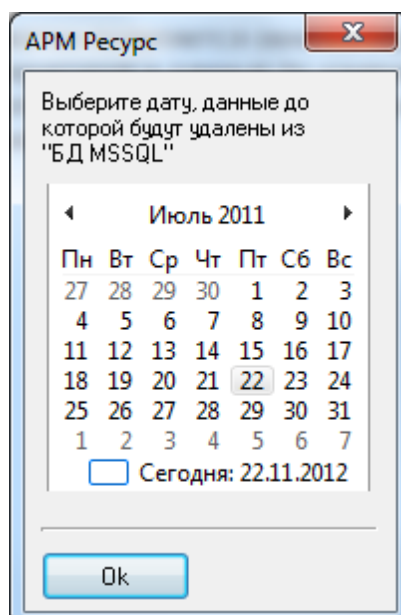 АРМ Ресурс
Выберите дату, данные до
которой будут удалены из
"БД MSSQL"
Июль 2011
Пн Вт Ср Чт Пт Сб Вс
27 28 29 30 1 2 3
4 5 6 7 8 9 10
11 12 13 14 15 16 17
18 19 20 21 22 23 24
25 26 27 28 29 30 31
1 2 3 4 5 6 7
Сегодня: 22.11.2012
Ok